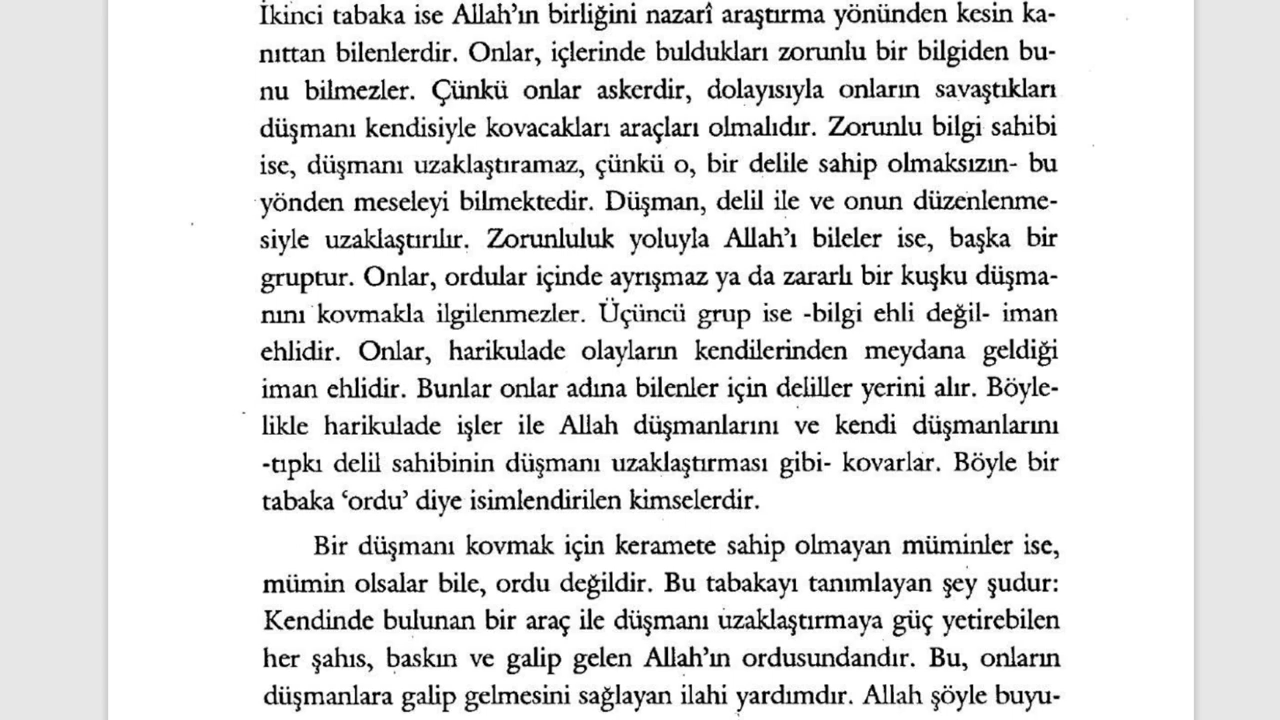 İkinci tabaka ise Allah’ın birliğini nazarî araştırma yönünden kesin ka-
nıttan bilenlerdir. Onlar, içlerinde buldukları zorunlu bir bilgiden bu-
nu bilmezler. Çünkü onlar askerdir, dolayısıyla onların savaştıkları
düşmanı kendisiyle kovacakları araçları olmalıdır. Zorunlu bilgi sahibi
ise, düşmanı uzaklaştıramaz, çünkü o, bir delile sahip olmaksızın- bu
yönden meseleyi bilmektedir. Düşman, delil ile ve onun düzenlenme-
siyle uzaklaştırılır. Zorunluluk yoluyla Allah’ı bileler ise, başka bir
gruptur. Onlar, ordular içinde ayrışmaz ya da zararlı bir kuşku düşma-
nını kovmakla ilgilenmezler. Üçüncü grup ise -bilgi ehli değil- iman
ehlidir. Onlar, harikulade olayların kendilerinden meydana geldiği
iman ehlidir. Bunlar onlar adına bilenler için deliller yerini alır. Böyle-
likle harikulade işler ile Allah düşmanlarını ve kendi düşmanlarını
-tıpkı delil sahibinin düşmanı uzaklaştırması gibi- kovarlar. Böyle bir
tabaka ‘ordu’ diye isimlendirilen kimselerdir.
Bir düşmanı kovmak için keramete sahip olmayan müminler ise,
mümin olsalar bile, ordu değildir. Bu tabakayı tanımlayan şey şudur:
Kendinde bulunan bir araç ile düşmanı uzaklaştırmaya güç yetirebilen
her şahıs, baskın ve galip gelen Allah’ın ordusundandır. Bu, onların
düşmanlara galip gelmesini sağlayan ilahi yardımdır. Allah şöyle buyu-